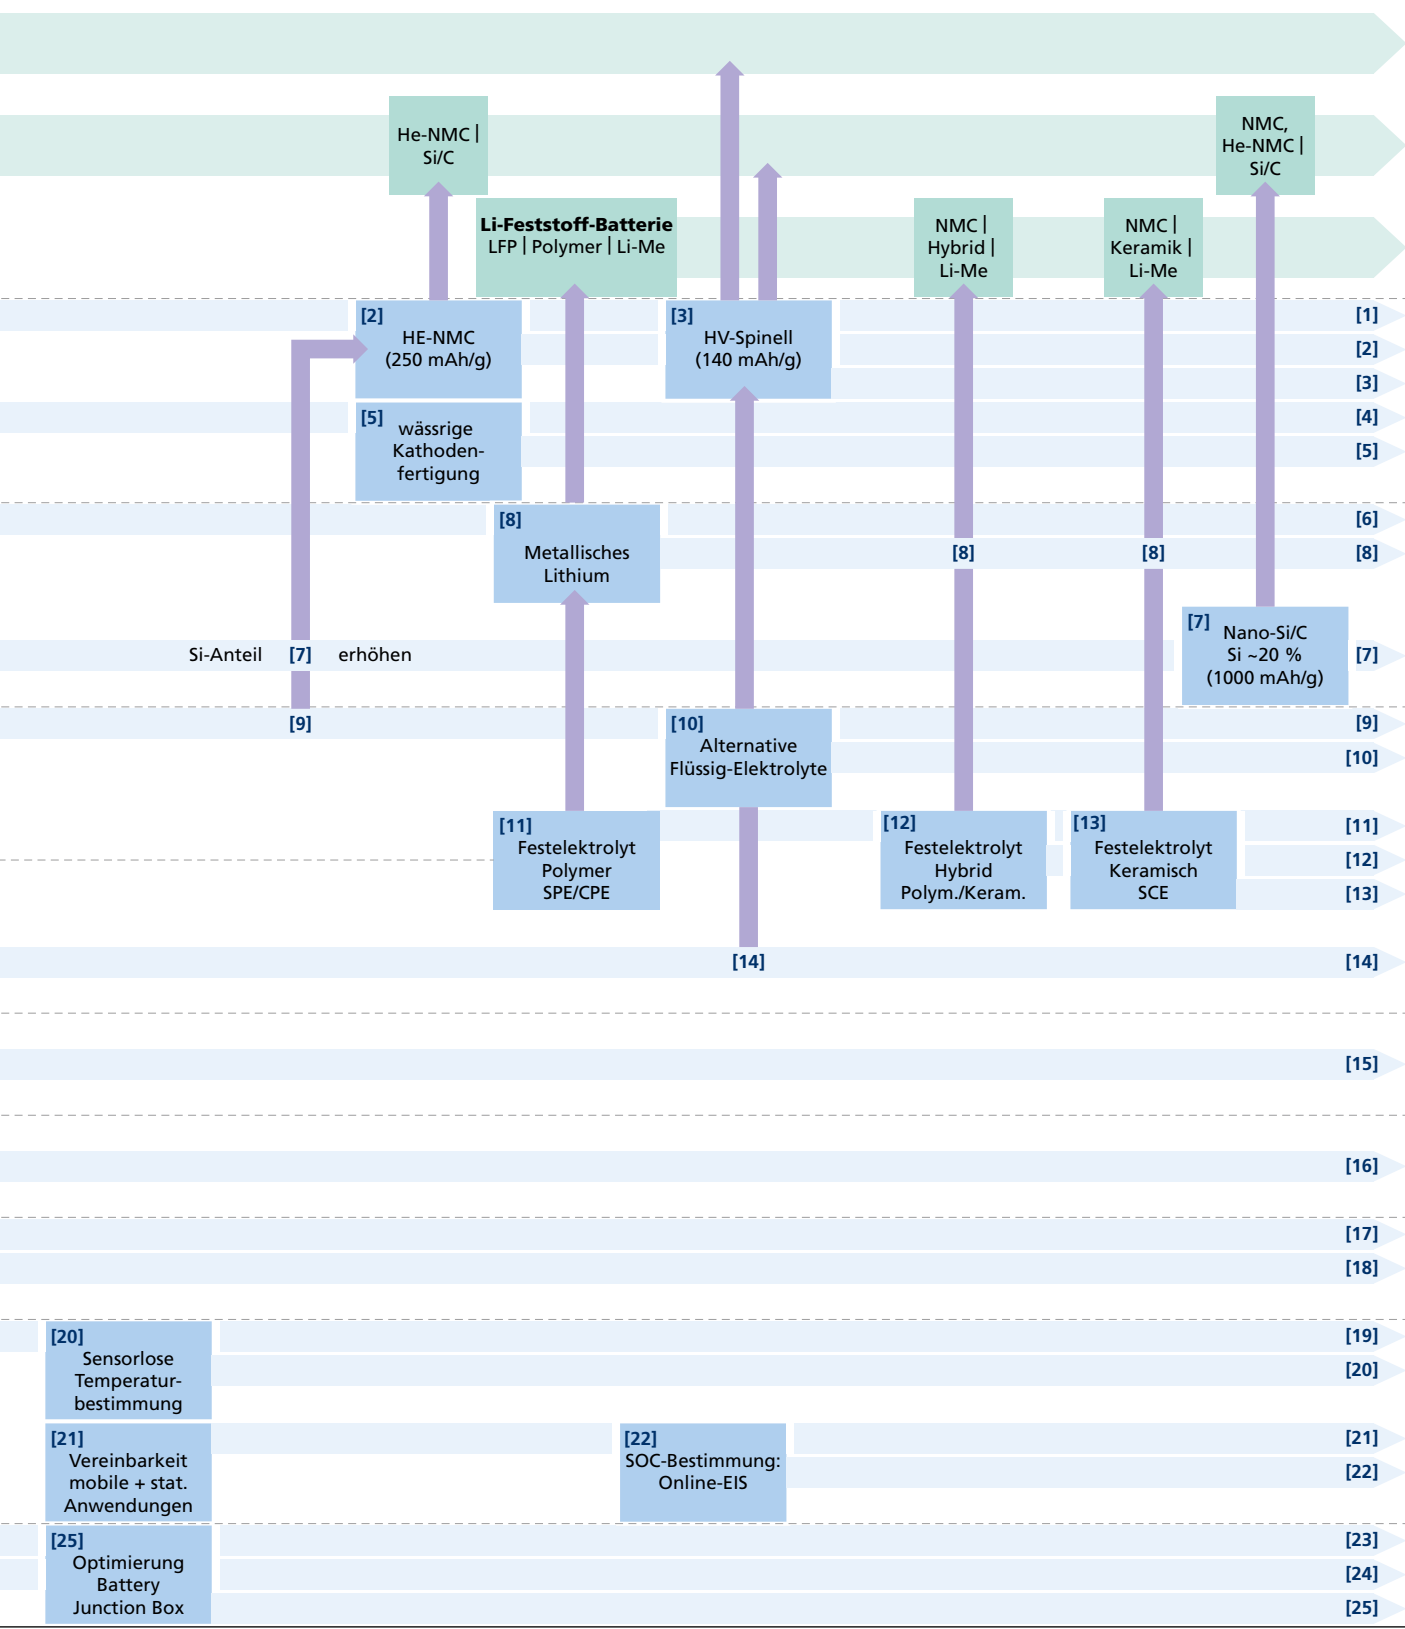 He-NMC |
Si/C
NMC,
He-NMC |
Si/C
Li-Feststoff-Batterie
LFP | Polymer | Li-Me
NMC |
Hybrid |
Li-Me
NMC |
Keramik |
Li-Me
[2]
HE-NMC
(250 mAh/g)
[3]
HV-Spinell
(140 mAh/g)
[1]
[2]
[3]
[5]
wässrige
Kathoden-
fertigung
[4]
[5]
[8]
Metallisches
Lithium
[6]
[8]
[8]
[8]
Si-Anteil [7] erhöhen
[7]
Nano-Si/C
Si ~20 %
(1000 mAh/g)
[7]
[9]
[10]
Alternative
Flüssig-Elektrolyte
[9]
[10]
[11]
Festelektrolyt
Polymer
SPE/CPE
[12]
Festelektrolyt
Hybrid
Polym./Keram.
[13]
Festelektrolyt
Keramisch
SCE
[11]
[12]
[13]
[14]
[14]
[15]
[16]
[17]
[18]
[20]
Sensorlose
Temperatur-
bestimmung
[19]
[20]
[21]
Vereinbarkeit
mobile + stat.
Anwendungen
[22]
SOC-Bestimmung:
Online-EIS
[21]
[22]
[25]
Optimierung
Battery
Junction Box
[23]
[24]
[25]